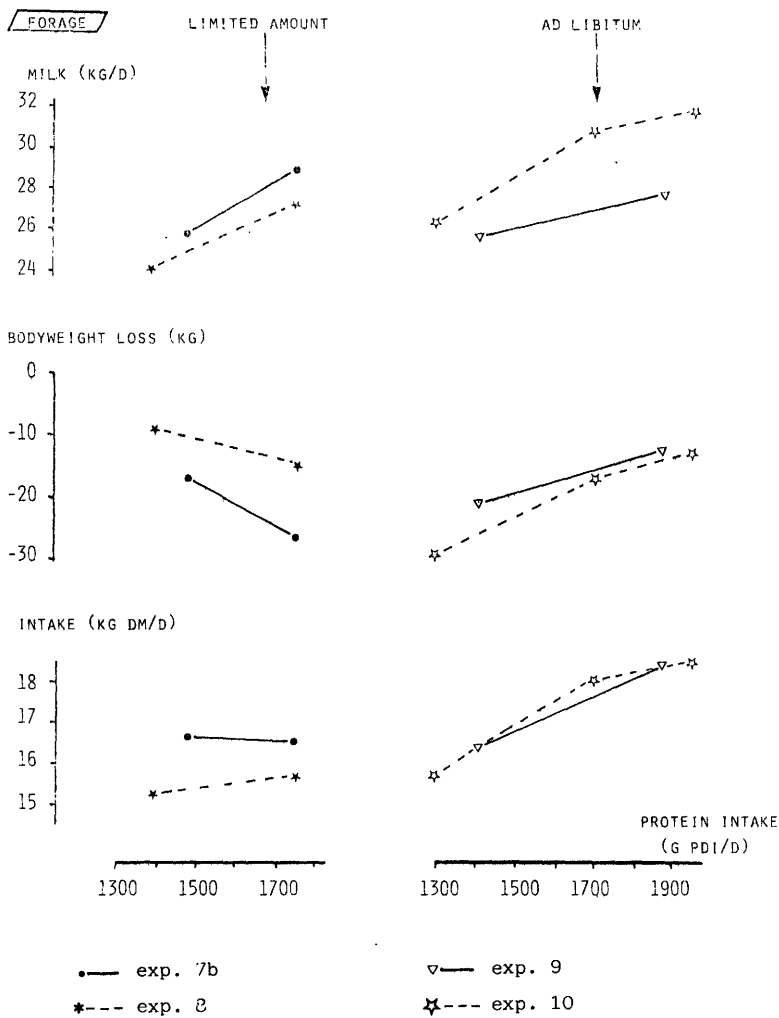 FORAGE LIMITED AMOUNT AD LIBITUM
MILK (KG/D)
32
30
28
26
24
BODYWEIGHT LOSS (KG)
0
-10
-20
-30
INTAKE (KG DM/D)
18
17
16
15
PROTEIN INTAKE
(G PDI/D)
1300 1500 1700 1300 1500 1700 1900
exp. 7b exp. 9
exp. 8 exp. 10